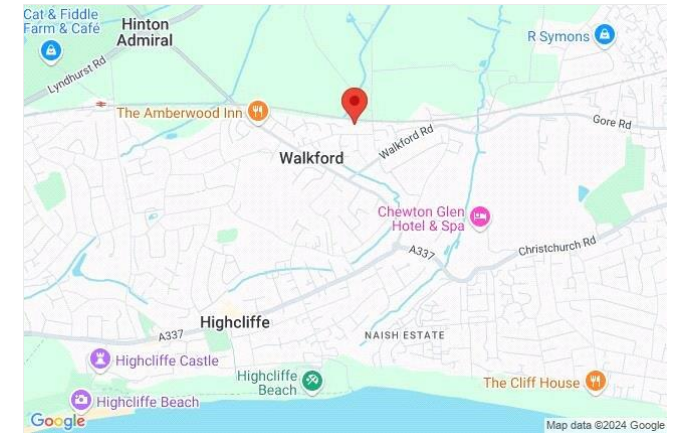 Cat & Fiddle
Farm & Café
Hinton
Admiral
R Symons
Lyndhurst Rd
The Amberwood Inn
Gore Rd
Walkford Rd
Walkford
Chewton Glen
Hotel & Spa
Christchurch Rd
A337
Highcliffe
A337
NAISH ESTATE
Highcliffe Castle
Highcliffe
Beach
The Cliff House
Highcliffe Beach
Google
Map data ©2024 Google